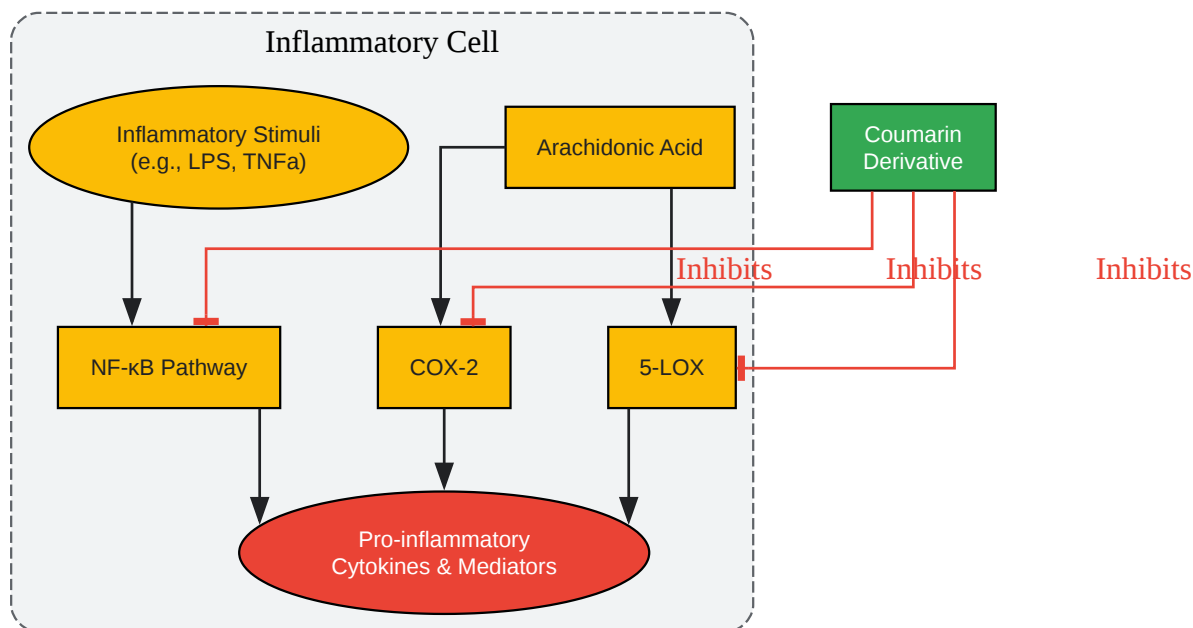 Inflammatory Cell
Inflammatory Stimuli
(e.g., LPS, TNFa)
Arachidonic Acid
Coumarin
Derivative
Inhibits
Inhibits
Inhibits
NF-κB Pathway
COX-2
5-LOX
Pro-inflammatory
Cytokines & Mediators